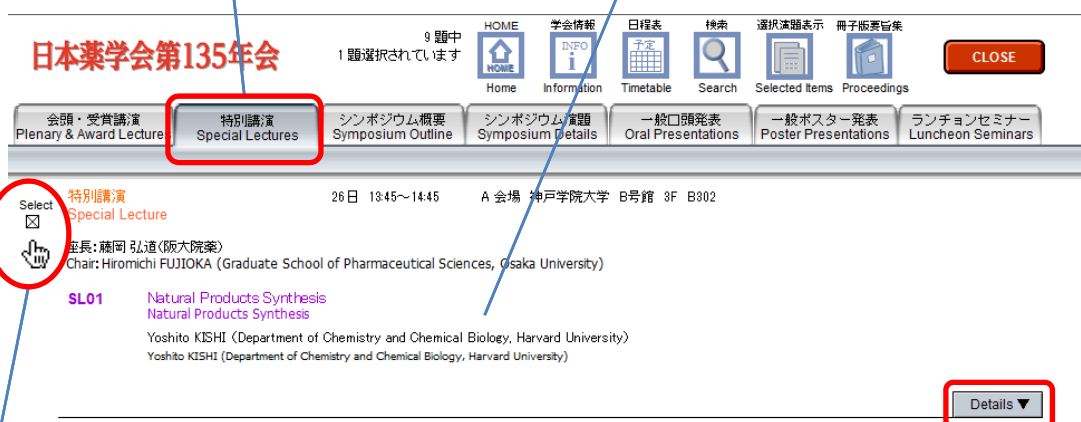 日本薬学会第135年会
9 題中
1 題選択されています
HOME
HOME
Home
学会情報
INFO
i
Information
日程表
予定
Timetable
検索
Search
選択演題表示
Selected Items
冊子版要旨集
Proceedings
CLOSE
会頭・受賞講演
Plenary & Award Lectures
特別講演
Special Lectures
シンポジウム概要
Symposium Outline
シンポジウム演題
Symposium Details
一般口頭発表
Oral Presentations
一般ポスター発表
Poster Presentations
ランチョンセミナー
Luncheon Seminars
Select
特別講演 26日 13:45～14:45 A 会場 神戸学院大学 B号館 3F B302
Special Lecture
座長：藤岡 弘道（阪大院薬）
Chair: Hiromichi FUJIOKA (Graduate School of Pharmaceutical Sciences, Osaka University)
SL01 Natural Products Synthesis
Natural Products Synthesis
Yoshito KISHI (Department of Chemistry and Chemical Biology, Harvard University)
Yoshito KISHI (Department of Chemistry and Chemical Biology, Harvard University)
Details ▼